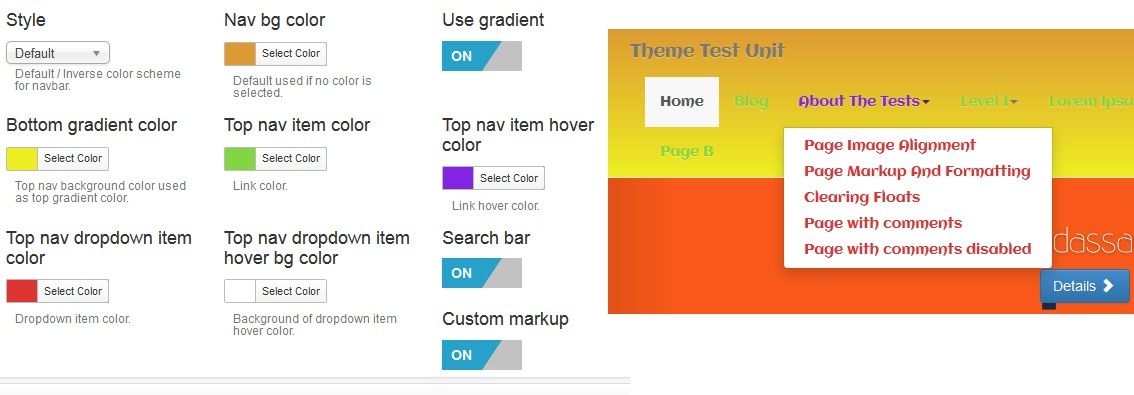 Style
Default
Default / Inverse color scheme
for navbar.
Nav bg color
Select Color
Default used if no color is
selected.
Use gradient
ON
Bottom gradient color
Select Color
Top nav background color used
as top gradient color.
Top nav item color
Select Color
Link color.
Top nav item hover
color
Select Color
Link hover color.
Top nav dropdown item
color
Select Color
Dropdown item color.
Top nav dropdown item
hover bg color
Select Color
Background of dropdown item
hover color.
Search bar
ON
Custom markup
ON
Theme Test Unit
Home Blog About The Tests Level 1 Lorem Ipsu
Page B
Page Image Alignment
Page Markup And Formatting
Clearing Floats
Page with comments
Page with comments disabled
dassa
Details